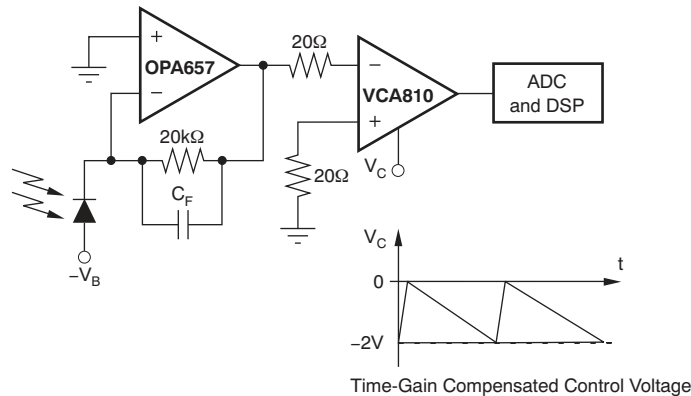 +
OPA657
−
20kΩ
C_F
−V_B
20Ω
−
VCA810
+
20Ω
V_C
ADC
and DSP
V_C
t
0
−2V
Time-Gain Compensated Control Voltage